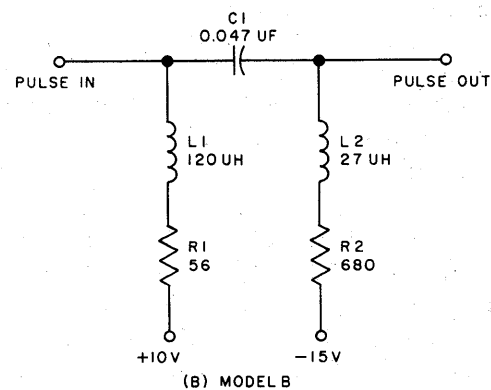 C1
0.047 UF
PULSE IN
PULSE OUT
L1
120 UH
L2
27 UH
R1
56
R2
680
+10V
-15V
(B) MODEL B